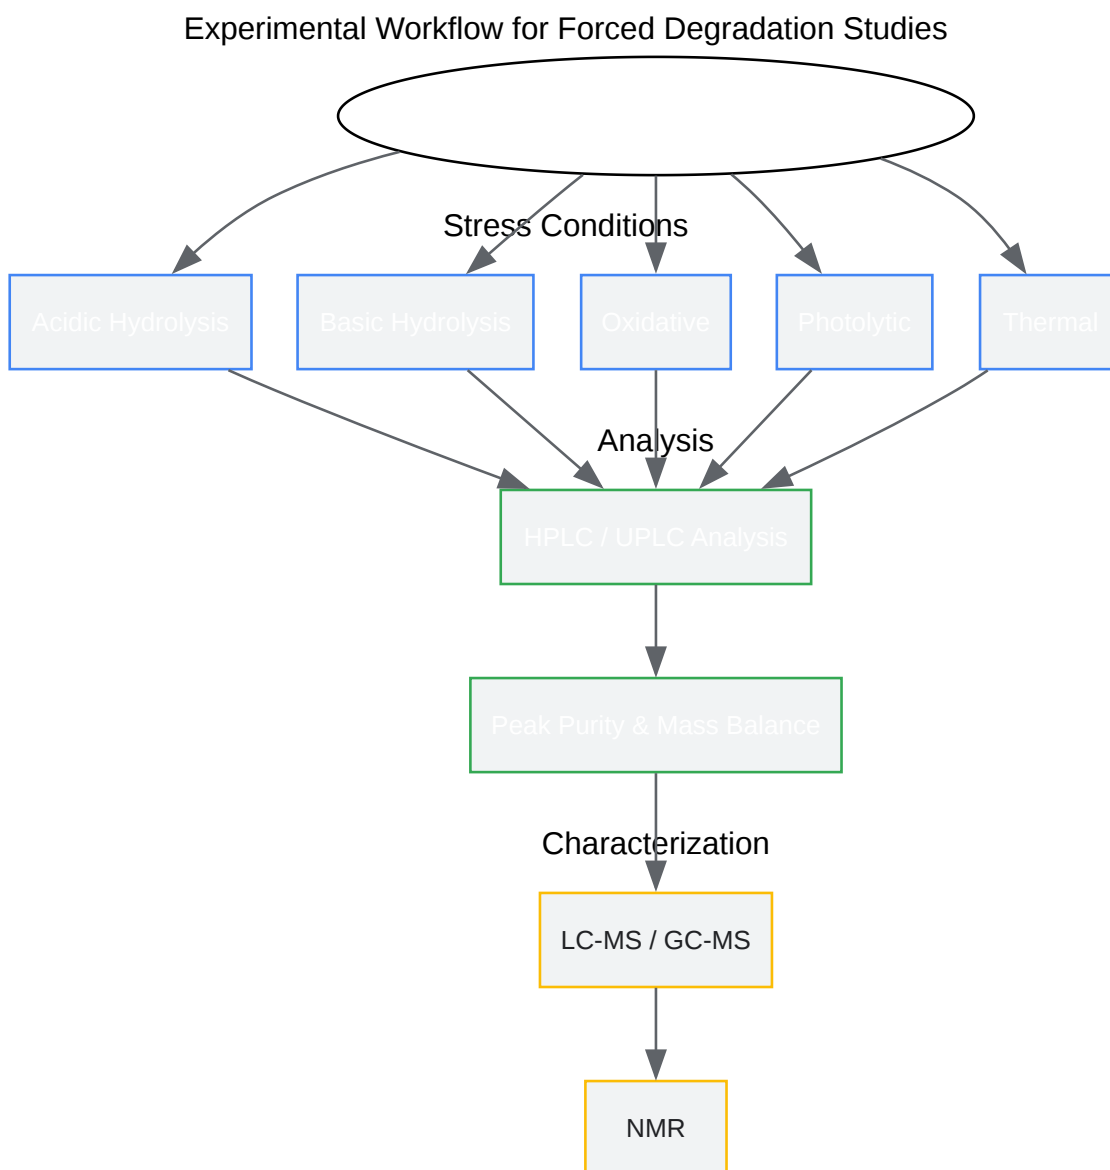 Experimental Workflow for Forced Degradation Studies
Stress Conditions
Acidic Hydrolysis
Basic Hydrolysis
Oxidative
Photolytic
Thermal
Analysis
HPLC / UPLC Analysis
Peak Purity & Mass Balance
Characterization
LC-MS / GC-MS
NMR